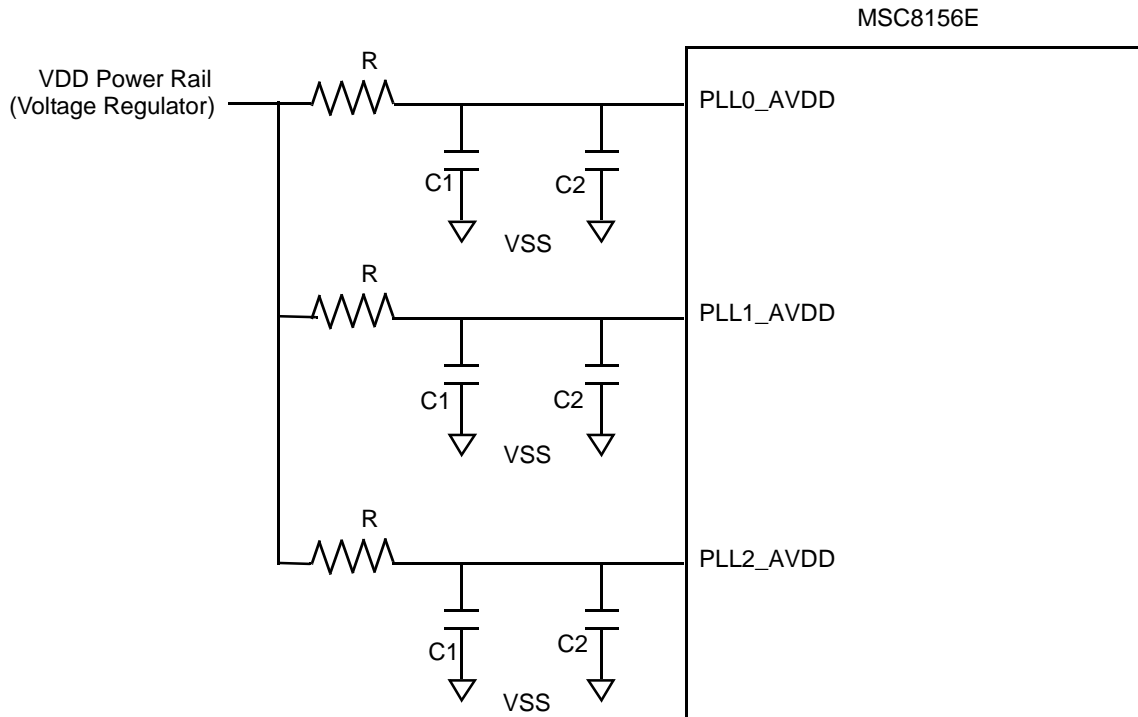 MSC8156E
VDD Power Rail
(Voltage Regulator)
R
PLL0_AVDD
C1
C2
VSS
R
PLL1_AVDD
C1
C2
VSS
R
PLL2_AVDD
C1
C2
VSS